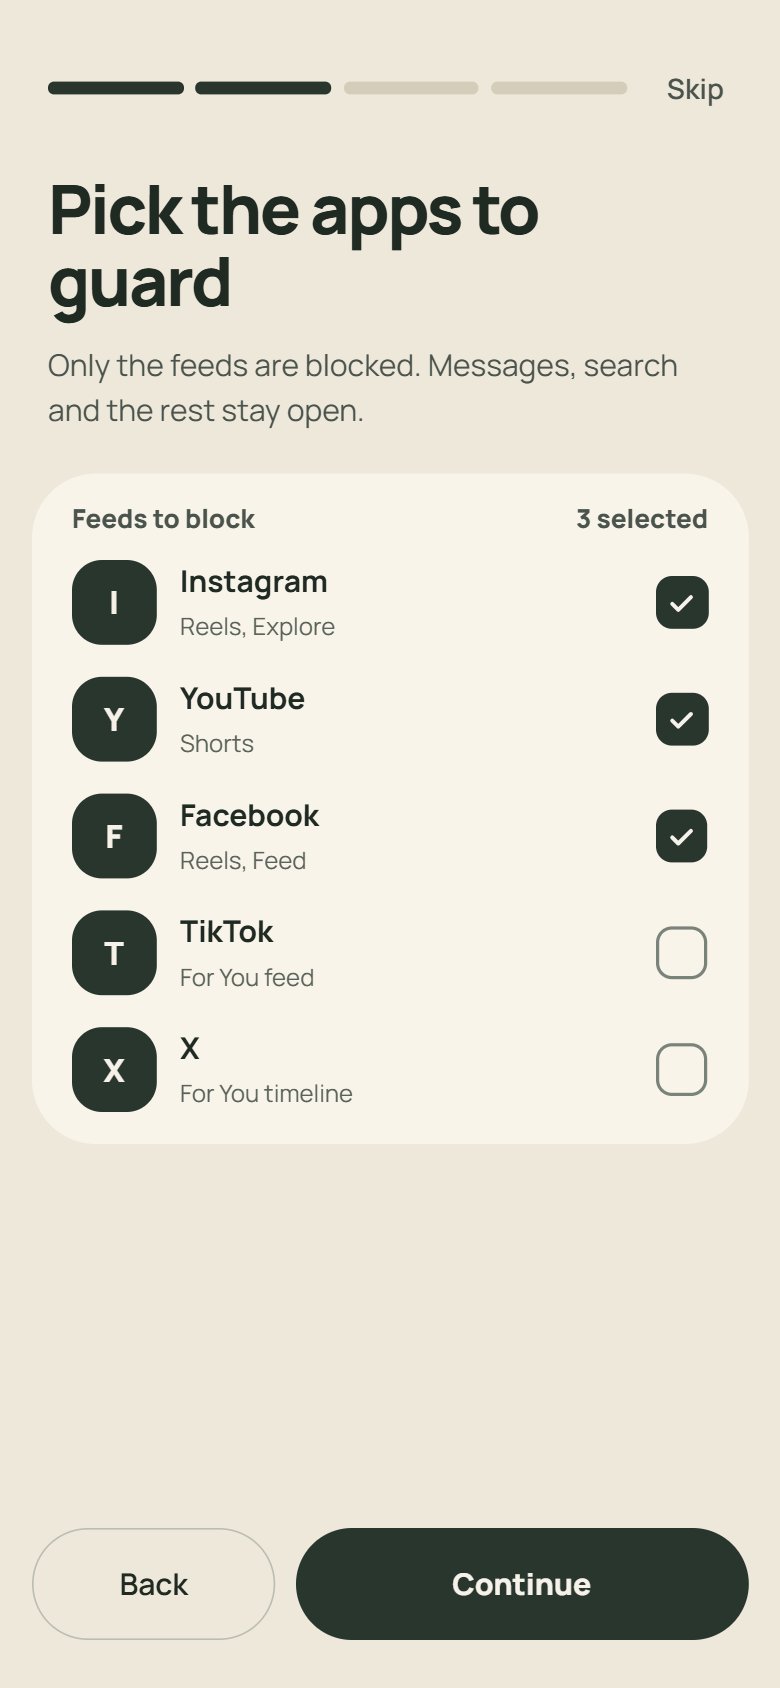 Skip
Pick the apps to
guard
Only the feeds are blocked. Messages, search
and the rest stay open.
Feeds to block 3 selected
I
Instagram
Reels, Explore
Y
YouTube
Shorts
F
Facebook
Reels, Feed
T
TikTok
For You feed
X
X
For You timeline
Back Continue